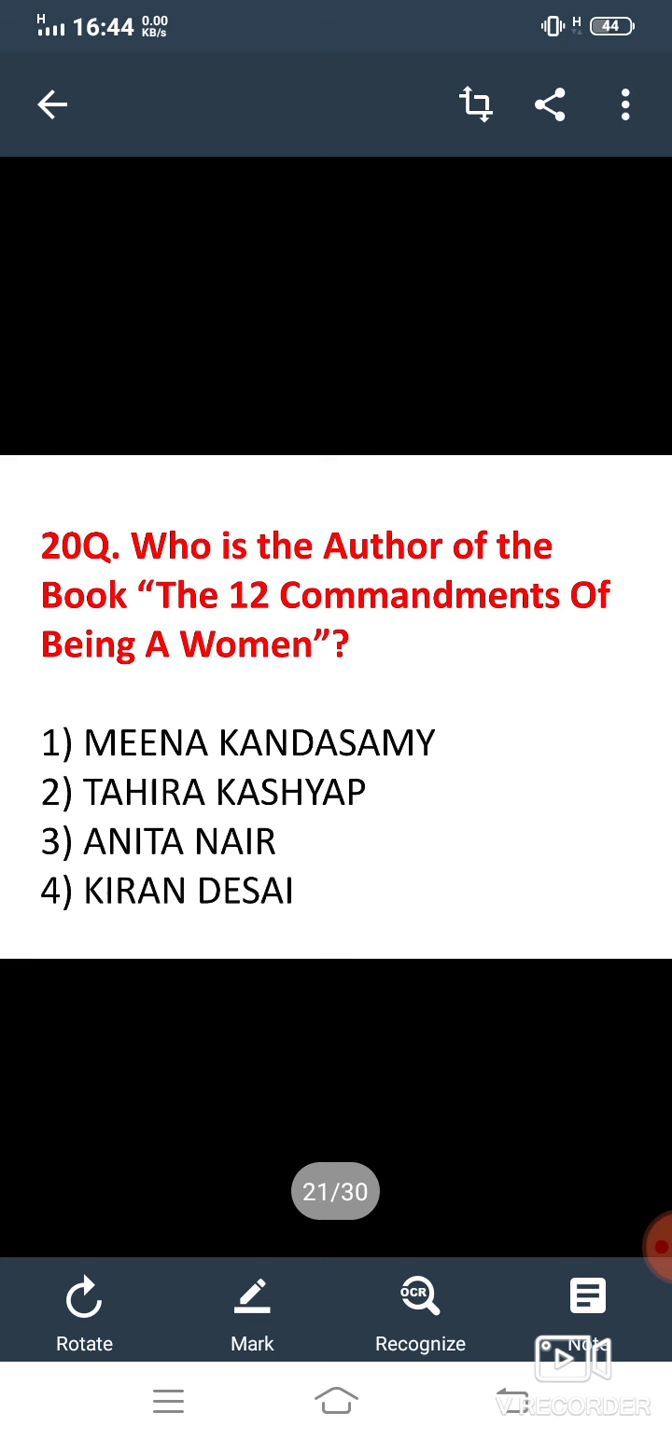 H 16:44 0.00 KB/s H 44
20Q. Who is the Author of the
Book “The 12 Commandments Of
Being A Women”?
1) MEENA KANDASAMY
2) TAHIRA KASHYAP
3) ANITA NAIR
4) KIRAN DESAI
21/30
OCR
Rotate Mark Recognize Note
V RECORDER